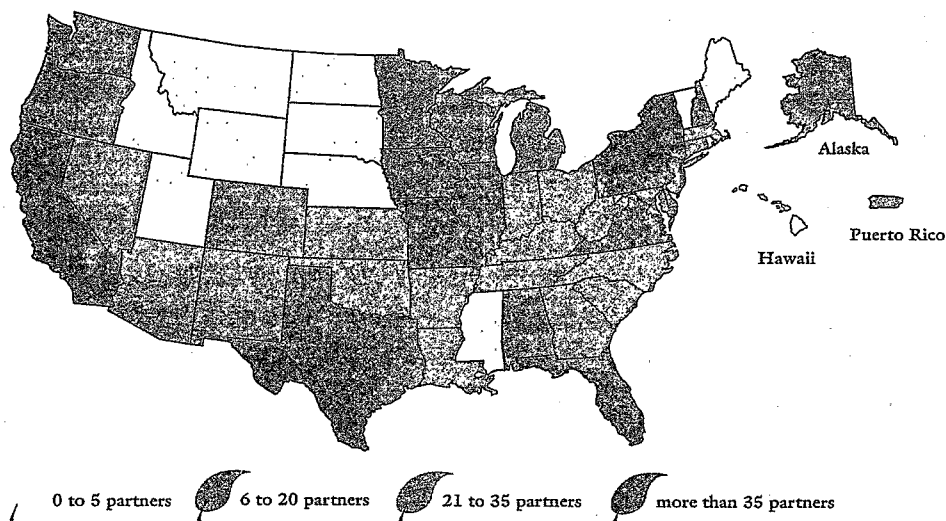 Alaska
Puerto Rico
Hawaii
0 to 5 partners
6 to 20 partners
21 to 35 partners
more than 35 partners